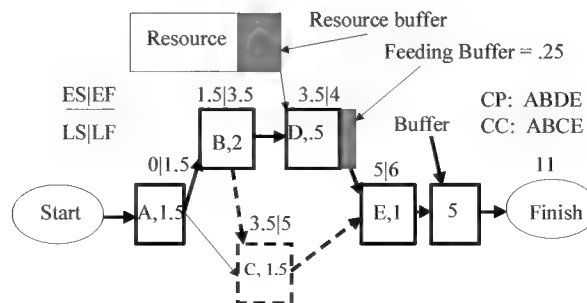 Resource
Resource buffer
Feeding Buffer = .25
ES|EF
LS|LF
1.5|3.5
3.5|4
CP: ABDE
CC: ABCE
B,2
D,.5
Buffer
0|1.5
5|6
11
Start
A,1.5
E,1
5
Finish
3.5|5
C, 1.5